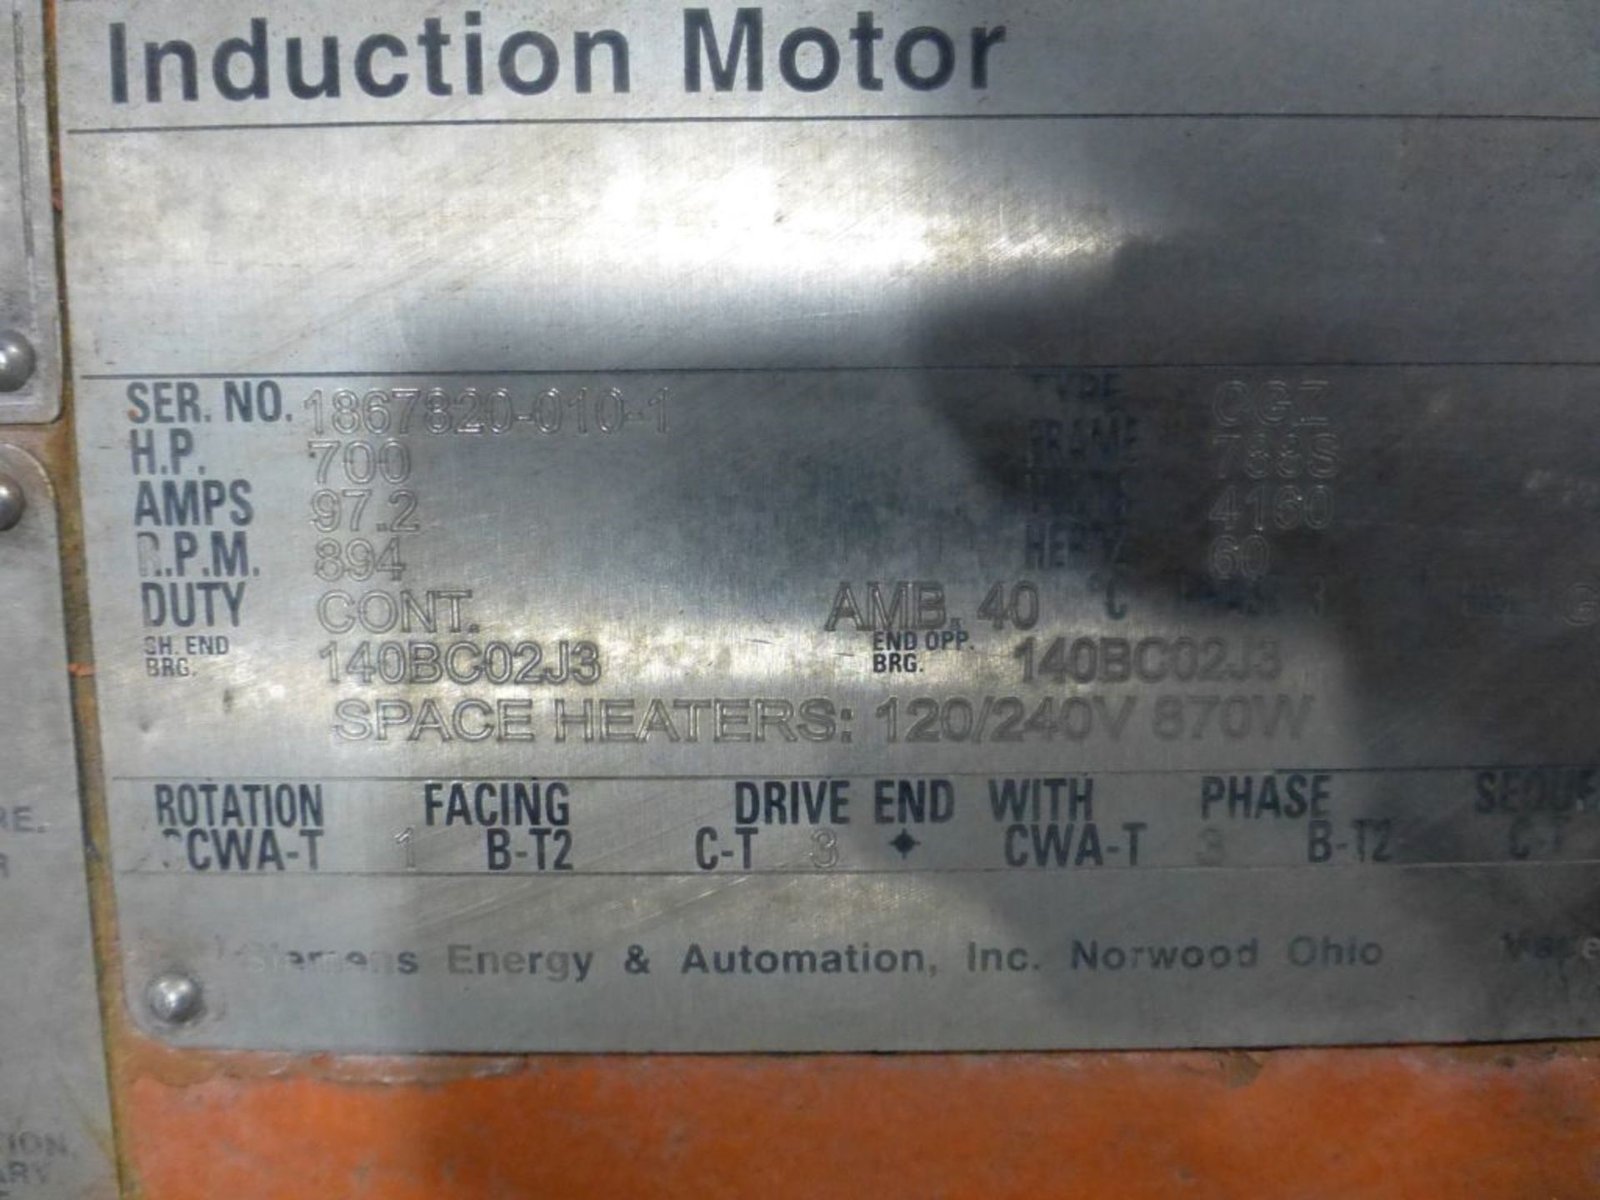 Induction Motor
SER. NO. 1867820-010-1 TYPE CGZ
H.P. 700 FRAME 788S
AMPS 97.2 4160
R.P.M. 894 HERTZ 60
DUTY CONT. AMB. 40 °C
SH. END BRG. 140BC02J3 END OPP. BRG. 140BC02J3
SPACE HEATERS: 120/240V 870W
ROTATION FACING DRIVE END WITH PHASE
CCWA-T 1 B-T2 C-T 3 CWA-T 3 B-T2 C-T
Siemens Energy & Automation, Inc. Norwood Ohio